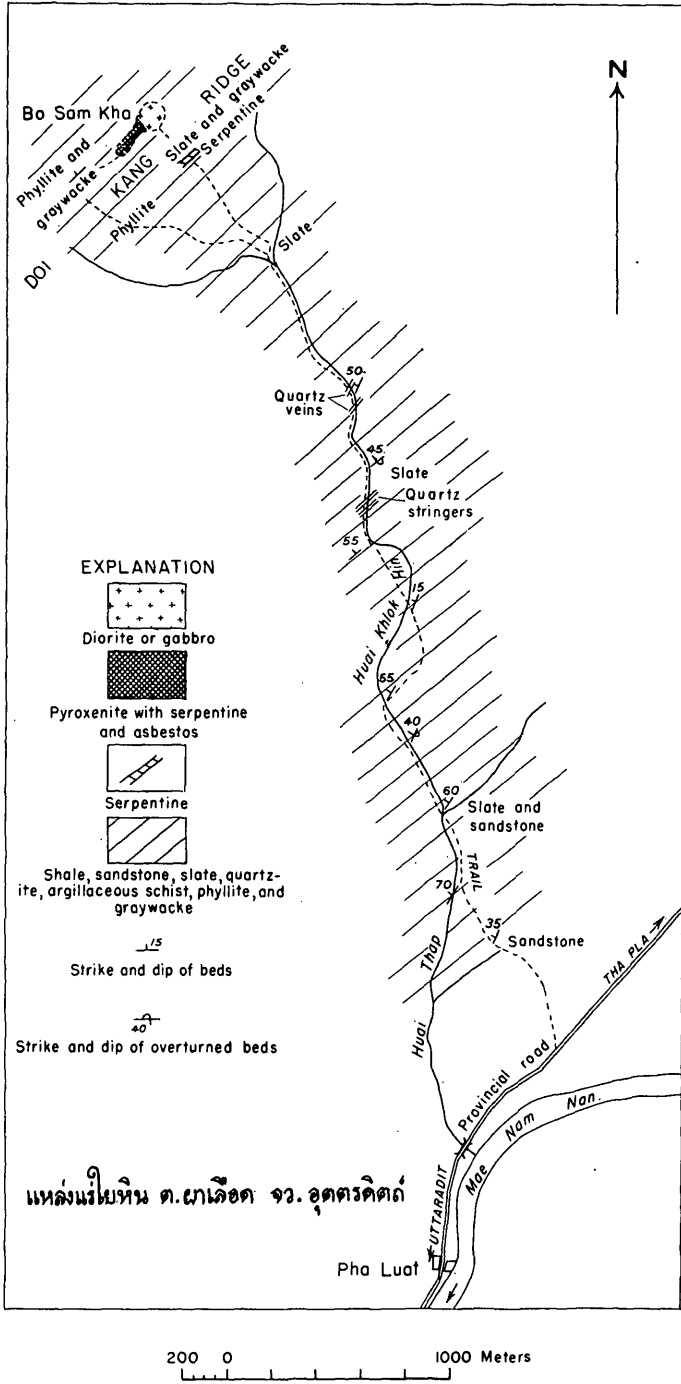 N
RIDGE
Bo Sam Kha
Slate and graywacke
Serpentine
Phyllite and
graywacke
KANG
Phyllite
DOI
Slate
50
Quartz
veins
45
Slate
Quartz
stringers
55
Hin
15
Huai Khlok
55
40
60
Slate and
sandstone
TRAIL
70
35
Sandstone
Huai Thap
THA PLA
Provincial road
Mae Nam Nan.
UTTARADIT
Pha Luat
EXPLANATION
Diorite or gabbro
Pyroxenite with serpentine
and asbestos
Serpentine
Shale, sandstone, slate, quartz-
ite, argillaceous schist, phyllite, and
graywacke
15
Strike and dip of beds
40
Strike and dip of overturned beds
แหล่งแร่ใยหิน ต.ผาเลือด จว.อุตตรดิตถ์
200 0 1000 Meters